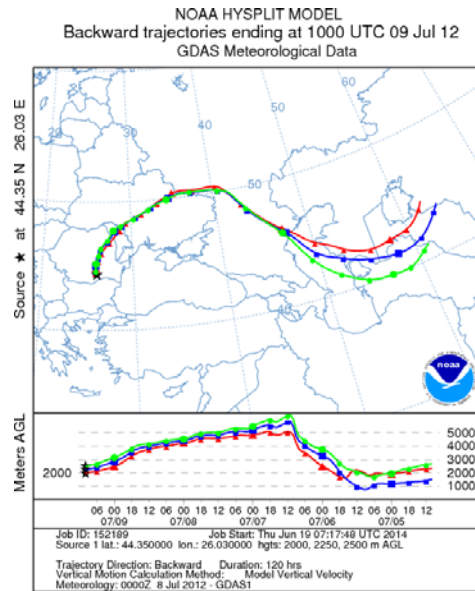 NOAA HYSPLIT MODEL
Backward trajectories ending at 1000 UTC 09 Jul 12
GDAS Meteorological Data
Source ★ at 44.35 N 26.03 E
20 30 40 50 60
50 60
noaa
Meters AGL
2000
5000
4000
3000
2000
1000
06 00 18 12 06 00 18 12 06 00 18 12 06 00 18 12 06 00 18 12
07/09 07/08 07/07 07/06 07/05
Job ID: 152189 Job Start: Thu Jun 19 07:17:48 UTC 2014
Source 1 lat.: 44.350000 lon.: 26.030000 hgts: 2000, 2250, 2500 m AGL
Trajectory Direction: Backward Duration: 120 hrs
Vertical Motion Calculation Method: Model Vertical Velocity
Meteorology: 0000Z 8 Jul 2012 - GDAS1